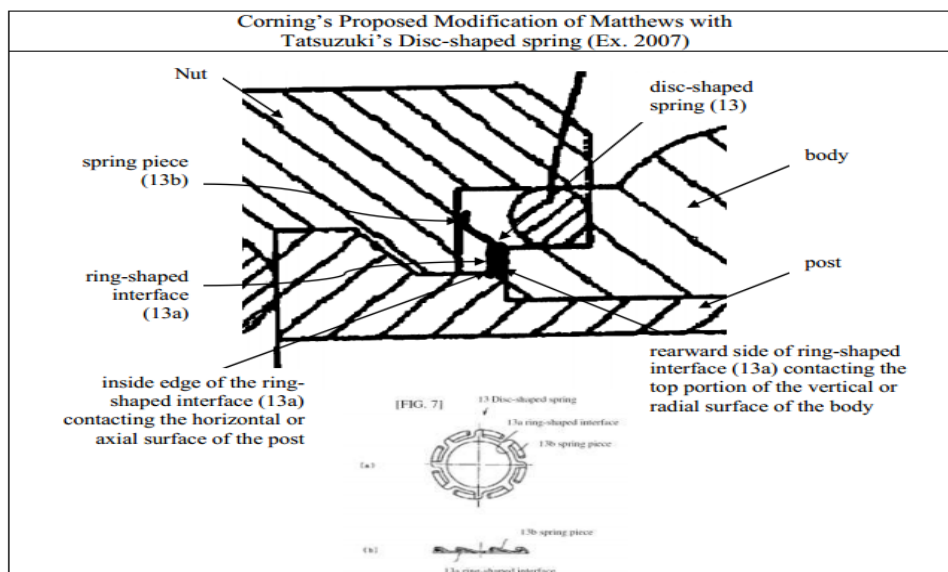 Corning's Proposed Modification of Matthews with
Tatsuzuki's Disc-shaped spring (Ex. 2007)
Nut
disc-shaped
spring (13)
spring piece
(13b)
body
ring-shaped
interface
(13a)
post
inside edge of the ring-
shaped interface (13a)
contacting the horizontal or
axial surface of the post
rearward side of ring-shaped
interface (13a) contacting the
top portion of the vertical or
radial surface of the body
[FIG. 7]
13 Disc-shaped spring
13a ring-shaped interface
13b spring piece
(a)
13b spring piece
(b)
13a ring-shaped interface